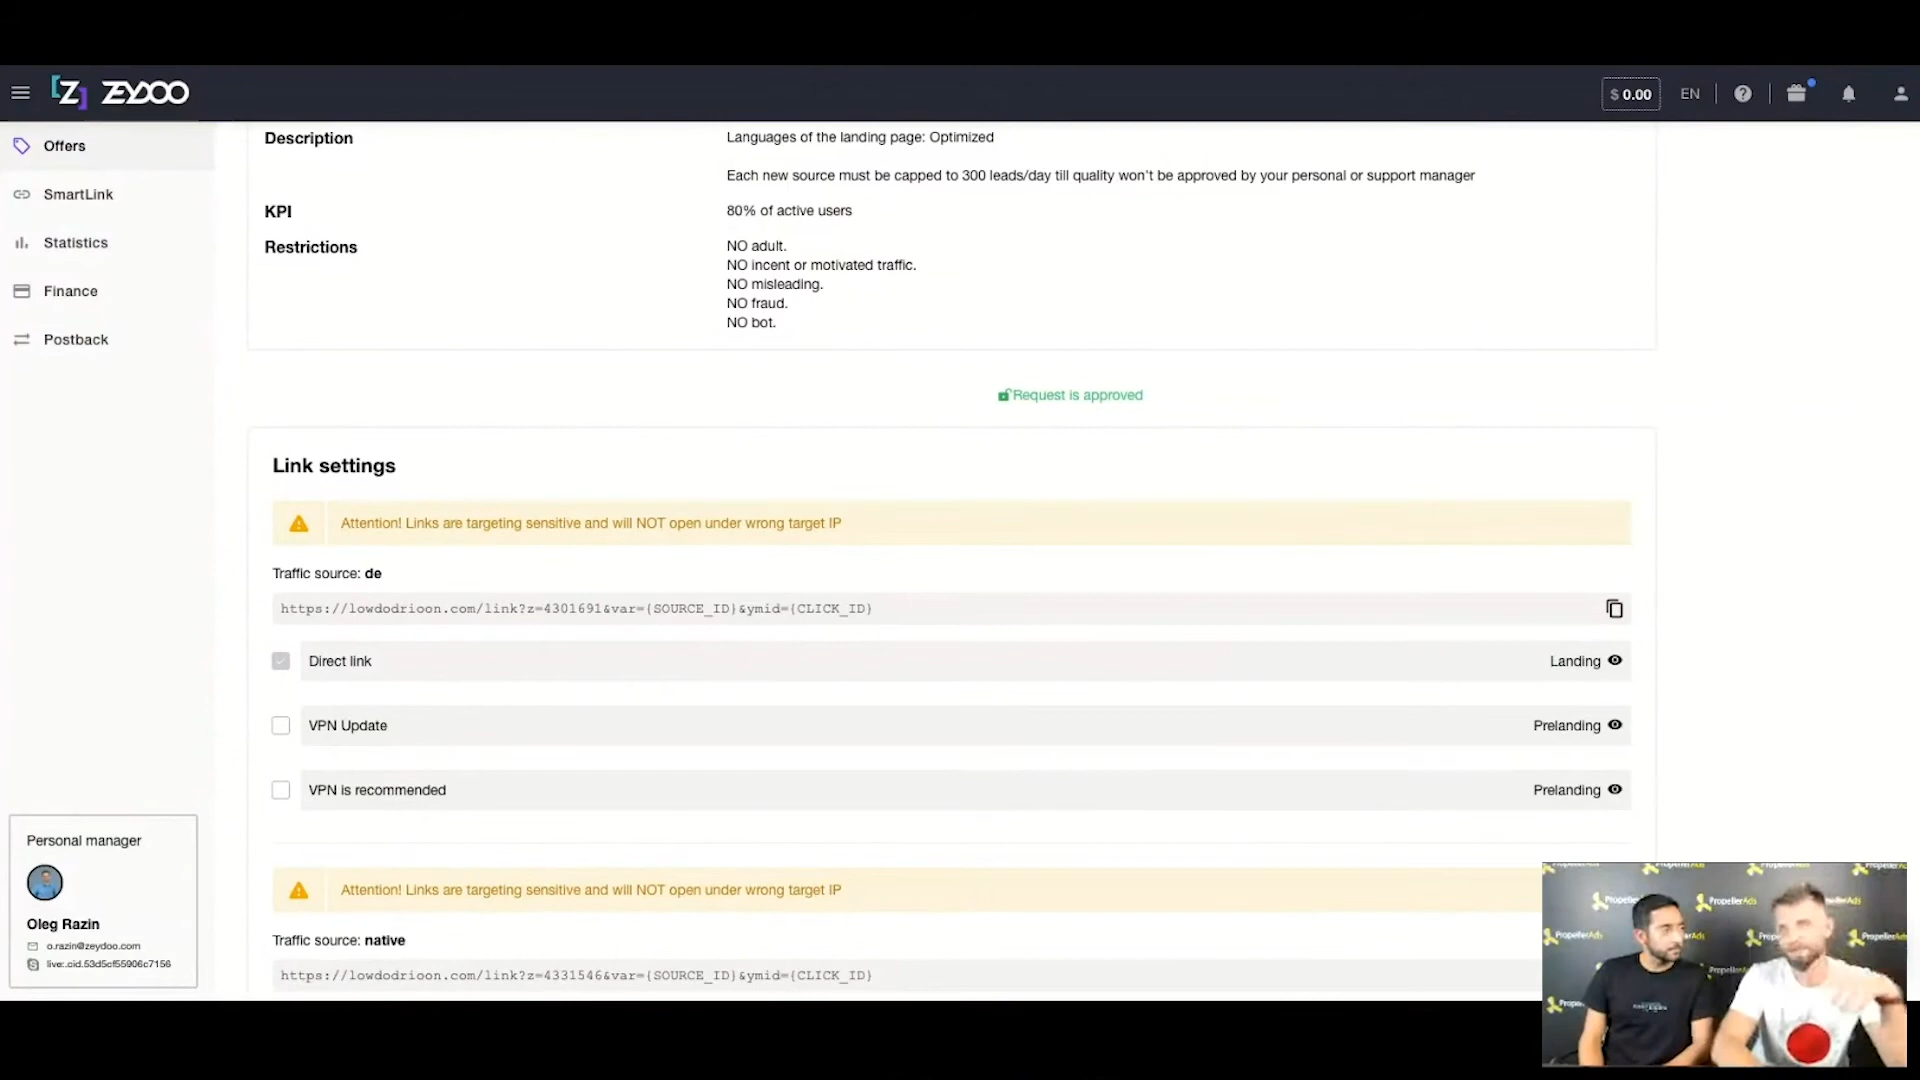 [Z] ZEYDOO
$ 0.00
EN
Offers
SmartLink
Statistics
Finance
Postback
Description
Languages of the landing page: Optimized
Each new source must be capped to 300 leads/day till quality won't be approved by your personal or support manager
KPI
80% of active users
Restrictions
NO adult.
NO incent or motivated traffic.
NO misleading.
NO fraud.
NO bot.
Request is approved
Link settings
Attention! Links are targeting sensitive and will NOT open under wrong target IP
Traffic source: de
https://lowdodrioon.com/link?z=4301691&var={SOURCE_ID}&ymid={CLICK_ID}
Direct link
Landing
VPN Update
Prelanding
VPN is recommended
Prelanding
Attention! Links are targeting sensitive and will NOT open under wrong target IP
Traffic source: native
https://lowdodrioon.com/link?z=4331546&var={SOURCE_ID}&ymid={CLICK_ID}
Personal manager
Oleg Razin
o.razin@zeydoo.com
live:.cid.53d5cf55906c7156
PropellerAds
PropellerAds
PropellerAds